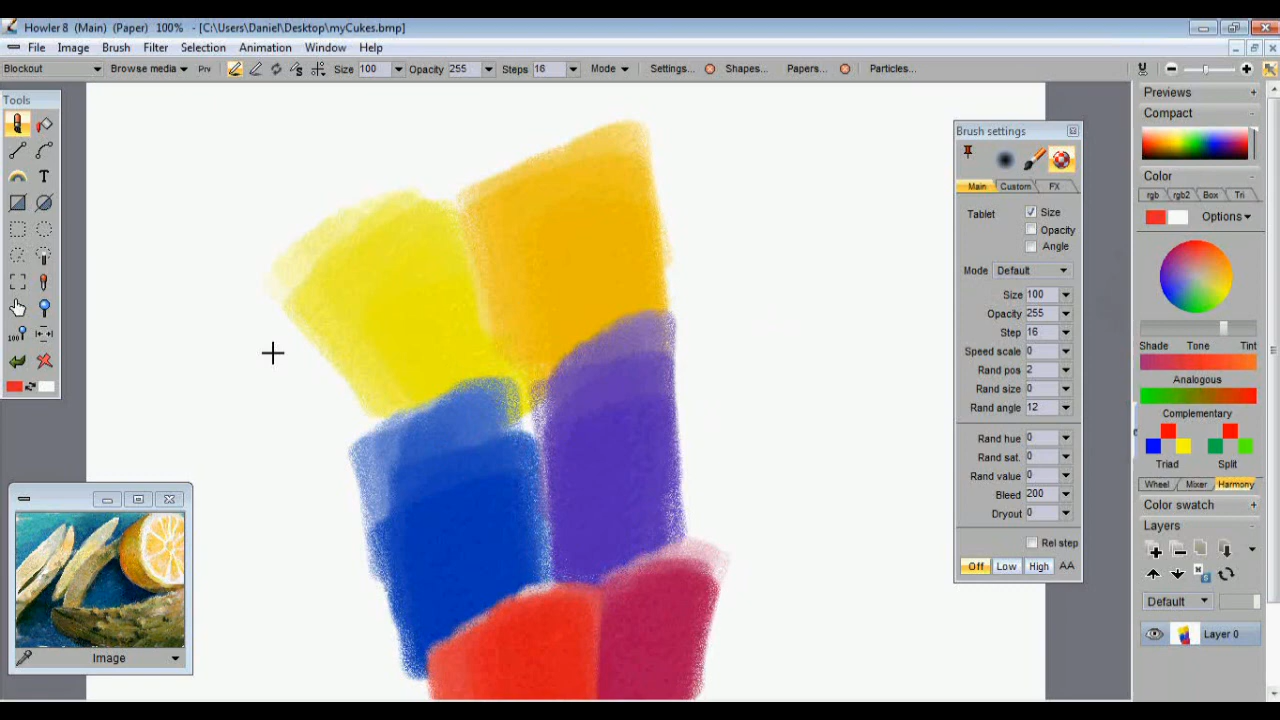 Howler 8 (Main) (Paper) 100% - [C:\Users\Daniel\Desktop\myCukes.bmp]
File Image Brush Filter Selection Animation Window Help
Blockout Browse media Prv Size 100 Opacity 255 Steps 16 Mode Settings... Shapes... Papers... Particles...
Tools
T
100
Image
Brush settings
Main Custom FX
Tablet Size
Opacity
Angle
Mode Default
Size 100
Opacity 255
Step 16
Speed scale 0
Rand pos 2
Rand size 0
Rand angle 12
Rand hue 0
Rand sat. 0
Rand value 0
Bleed 200
Dryout 0
Rel step
Off Low High AA
Previews +
Compact -
Color -
rgb rgb2 Box Tri
Options
Shade Tone Tint
Analogous
Complementary
Triad Split
Wheel Mixer Harmony
Color swatch +
Layers -
Default
Layer 0